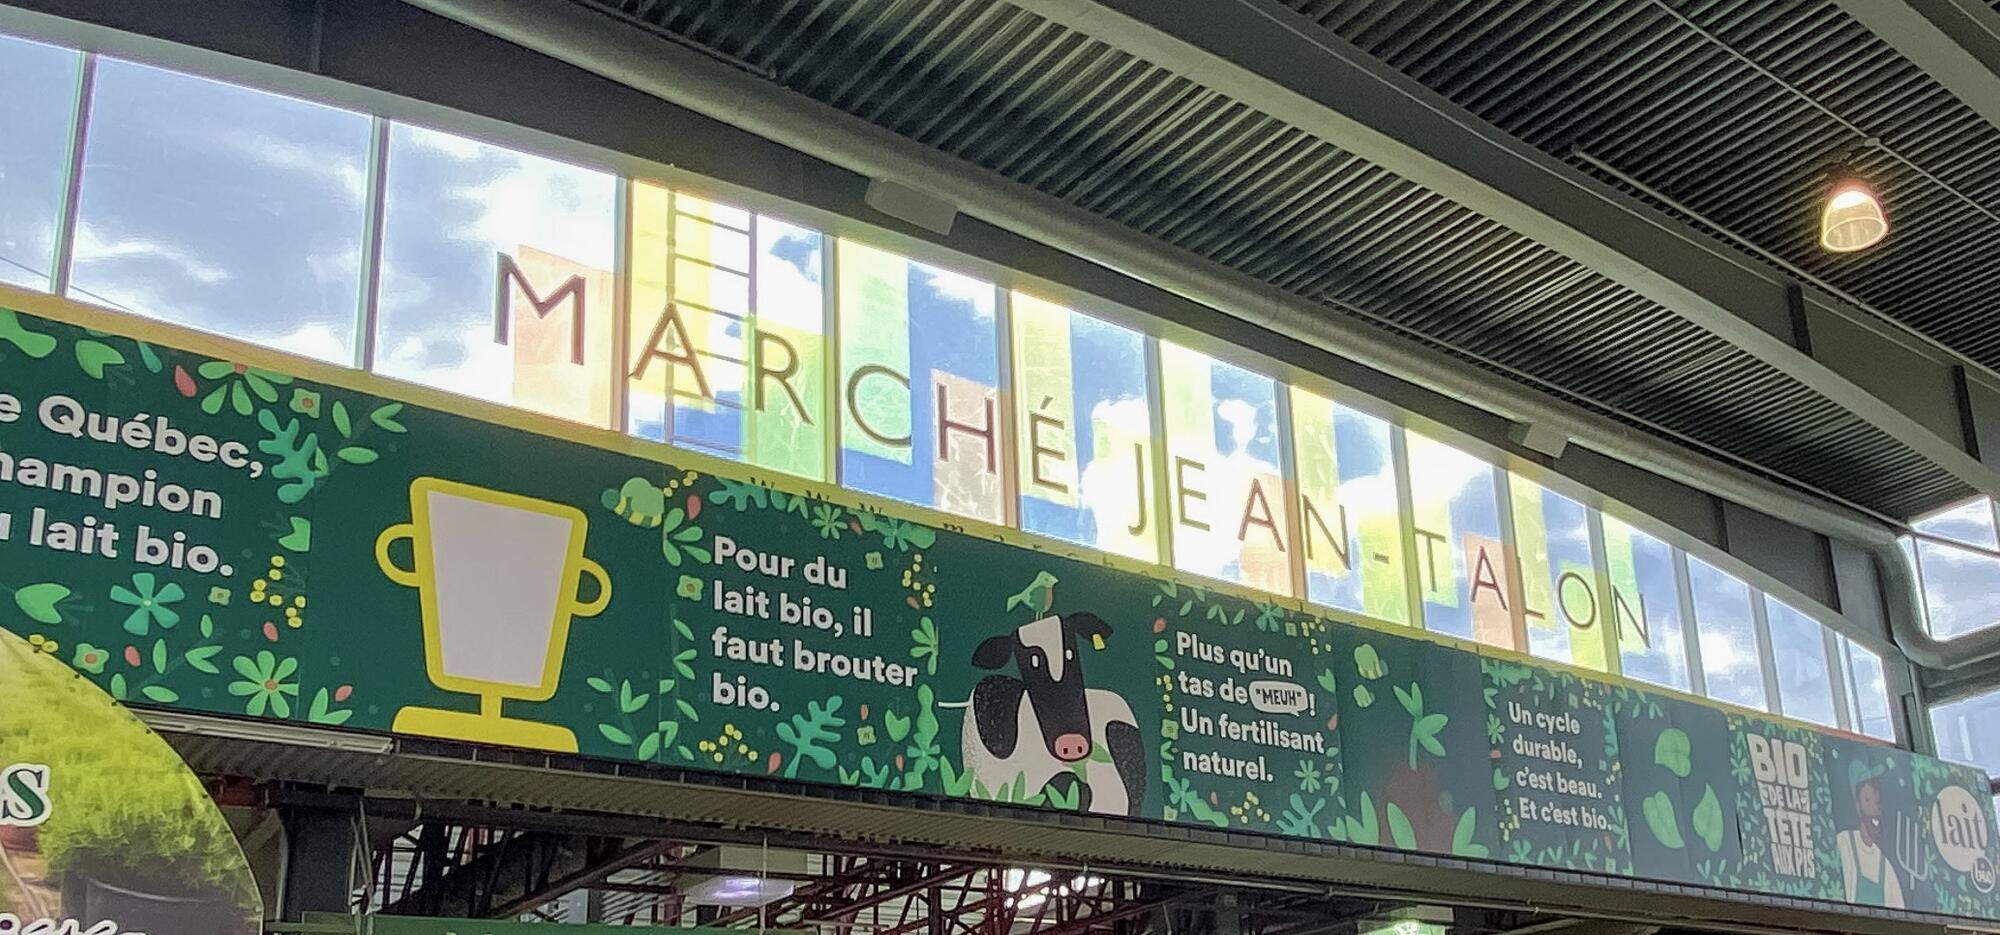 MARCHÉ JEAN-TALON
e Québec,
hampion
u lait bio.
Pour du
lait bio, il
faut brouter
bio.
Plus qu'un
tas de "MEUH" !
Un fertilisant
naturel.
Un cycle
durable,
c'est beau.
Et c'est bio.
BIO
DE LA
TÊTE
AUX PIS
lait
bio
S